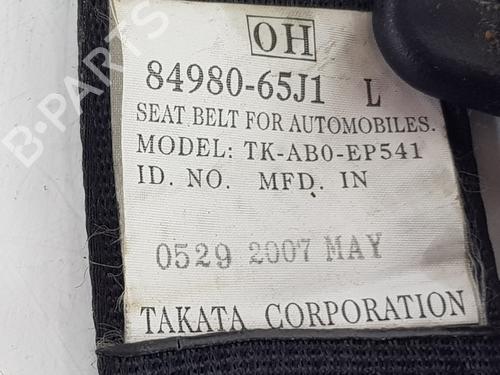 OH
84980-65J1 L
SEAT BELT FOR AUTOMOBILES.
MODEL: TK-AB0-EP541
ID. NO. MFD. IN
0529 2007 MAY
TAKATA CORPORATION
B-PARTS